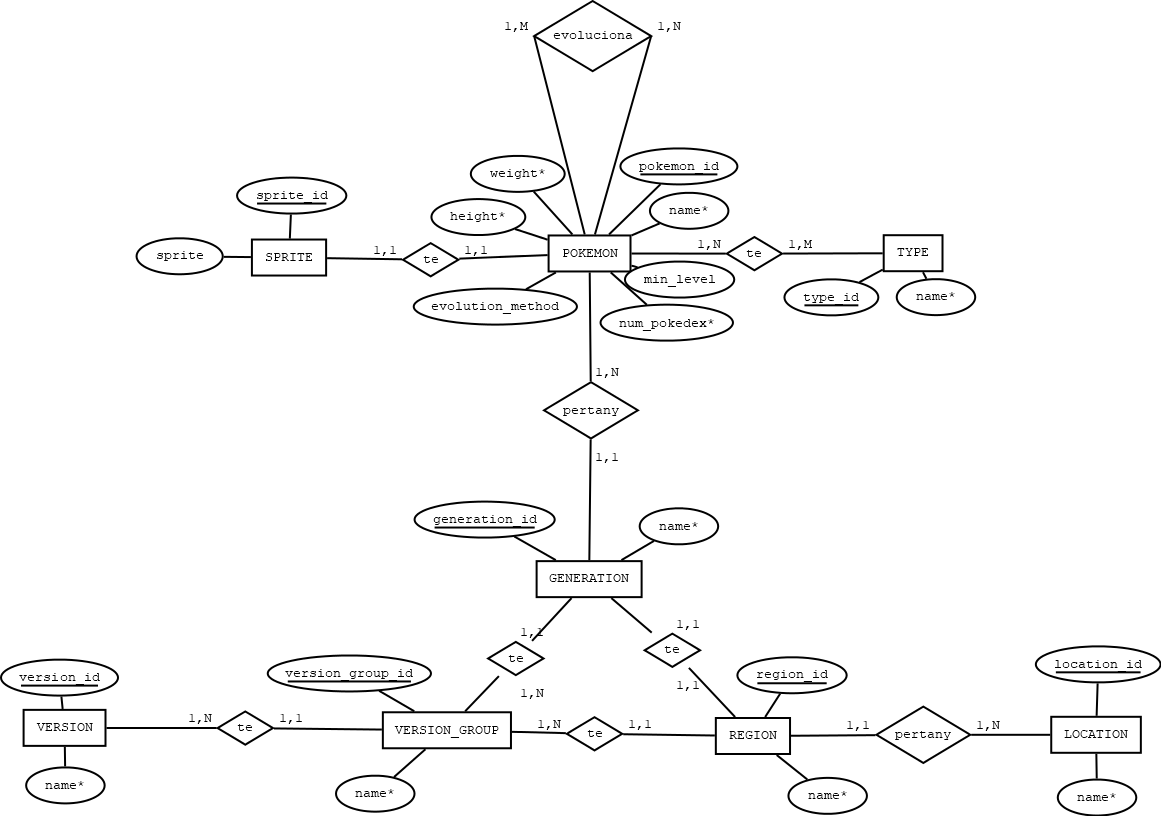 1,M
evoluciona
1,N
weight*
pokemon_id
sprite_id
height*
name*
sprite
SPRITE
1,1
te
1,1
POKEMON
1,N
te
1,M
TYPE
min_level
evolution_method
num_pokedex*
type_id
name*
1,N
pertany
1,1
generation_id
name*
GENERATION
1,1
te
1,1
te
1,N
1,1
version_id
version_group_id
region_id
location_id
VERSION
1,N
te
1,1
VERSION_GROUP
1,N
te
1,1
REGION
1,1
pertany
1,N
LOCATION
name*
name*
name*
name*